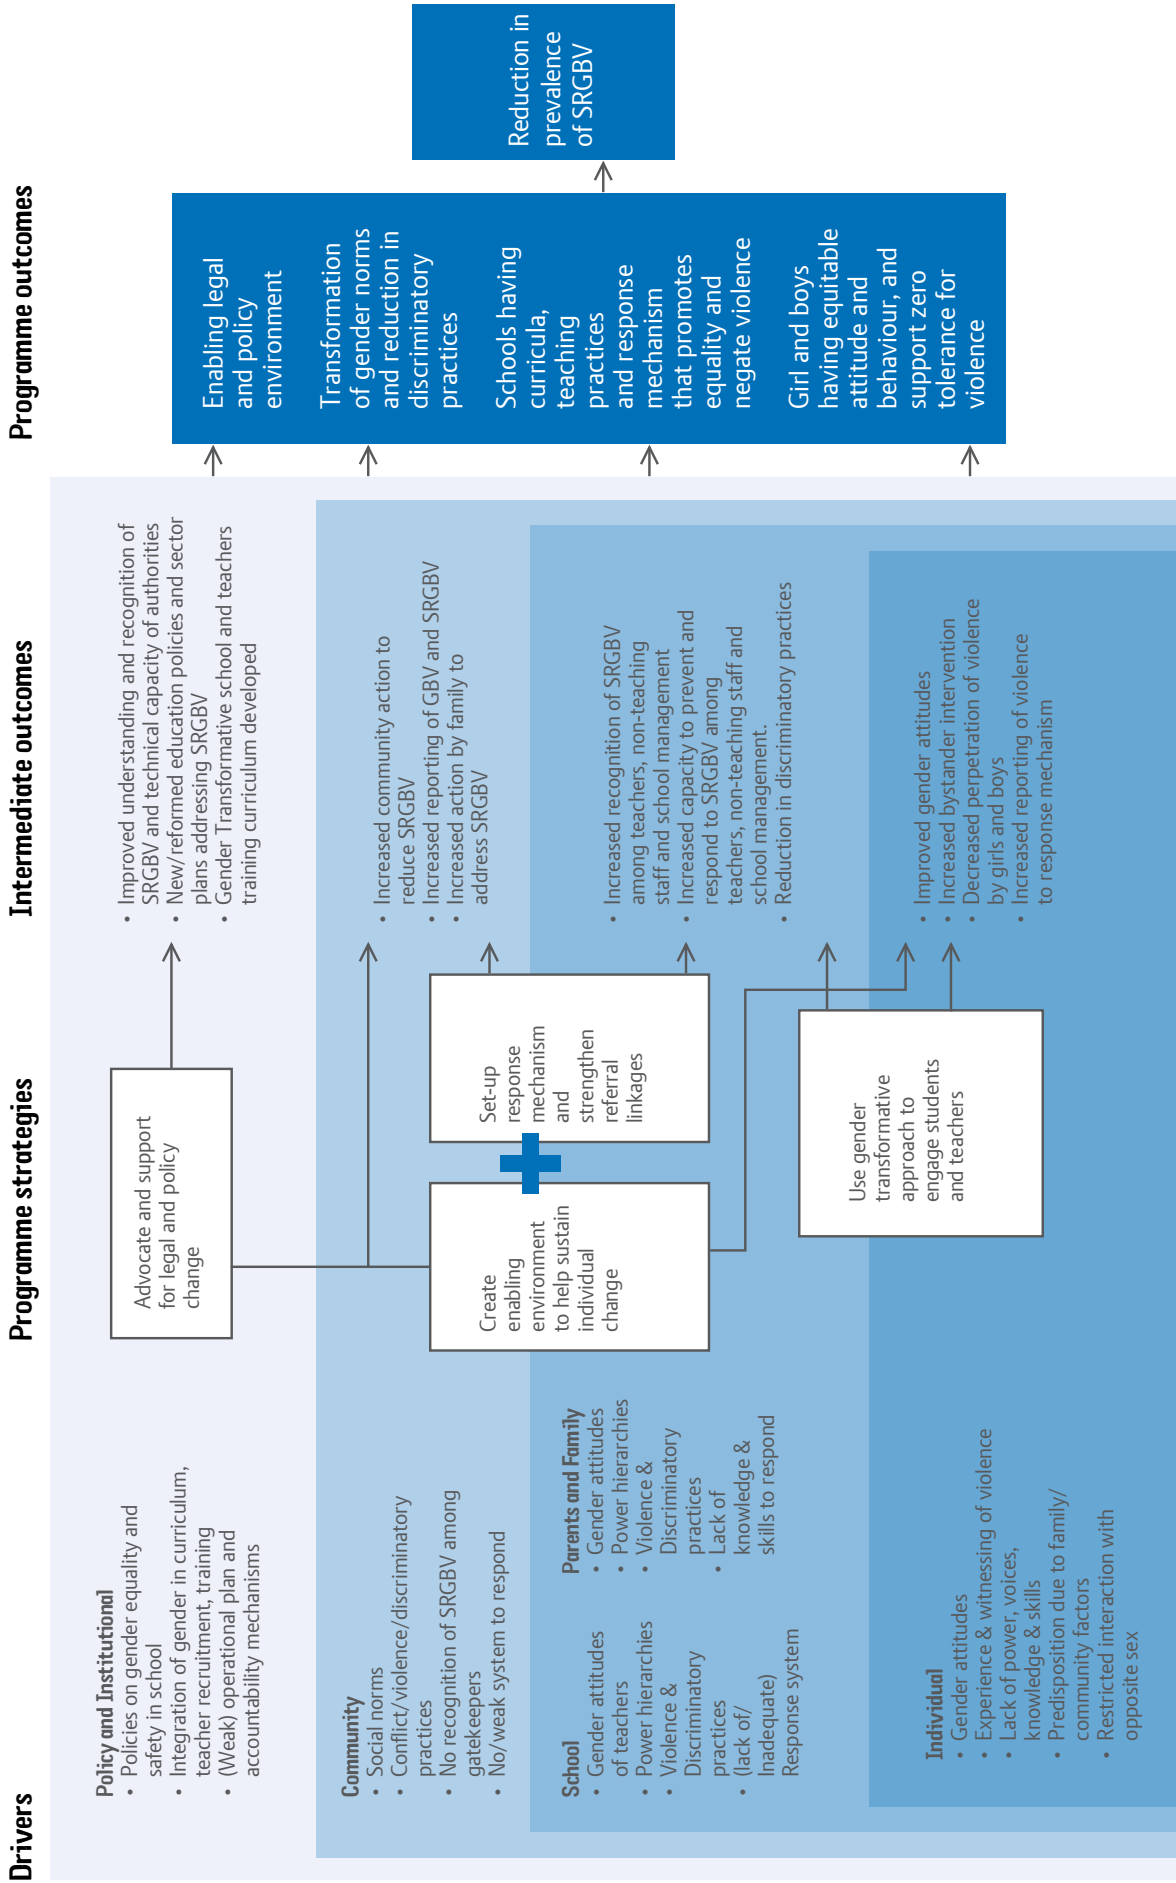 Drivers
Programme strategies
Intermediate outcomes
Programme outcomes
Policy and Institutional
• Policies on gender equality and
safety in school
• Integration of gender in curriculum,
teacher recruitment, training
• (Weak) operational plan and
accountability mechanisms
Community
• Social norms
• Conflict/violence/discriminatory
practices
• No recognition of SRGBV among
gatekeepers
• No/weak system to respond
School
• Gender attitudes
of teachers
• Power hierarchies
• Violence &
Discriminatory
practices
• (lack of/
Inadequate)
Response system
Parents and Family
• Gender attitudes
• Power hierarchies
• Violence &
Discriminatory
practices
• Lack of
knowledge &
skills to respond
Individual
• Gender attitudes
• Experience & witnessing of violence
• Lack of power, voices,
knowledge & skills
• Predisposition due to family/
community factors
• Restricted interaction with
opposite sex
Advocate and support
for legal and policy
change
Create
enabling
environment
to help sustain
individual
change
Set-up
response
mechanism
and
strengthen
referral
linkages
Use gender
transformative
approach to
engage students
and teachers
• Improved understanding and recognition of
SRGBV and technical capacity of authorities
• New/reformed education policies and sector
plans addressing SRGBV
• Gender Transformative school and teachers
training curriculum developed
• Increased community action to
reduce SRGBV
• Increased reporting of GBV and SRGBV
• Increased action by family to
address SRGBV
• Increased recognition of SRGBV
among teachers, non-teaching
staff and school management
• Increased capacity to prevent and
respond to SRGBV among
teachers, non-teaching staff and
school management.
• Reduction in discriminatory practices
• Improved gender attitudes
• Increased bystander intervention
• Decreased perpetration of violence
by girls and boys
• Increased reporting of violence
to response mechanism
Enabling legal
and policy
environment
Transformation
of gender norms
and reduction in
discriminatory
practices
Schools having
curricula,
teaching
practices
and response
mechanism
that promotes
equality and
negate violence
Girl and boys
having equitable
attitude and
behaviour, and
support zero
tolerance for
violence
Reduction in
prevalence
of SRGBV